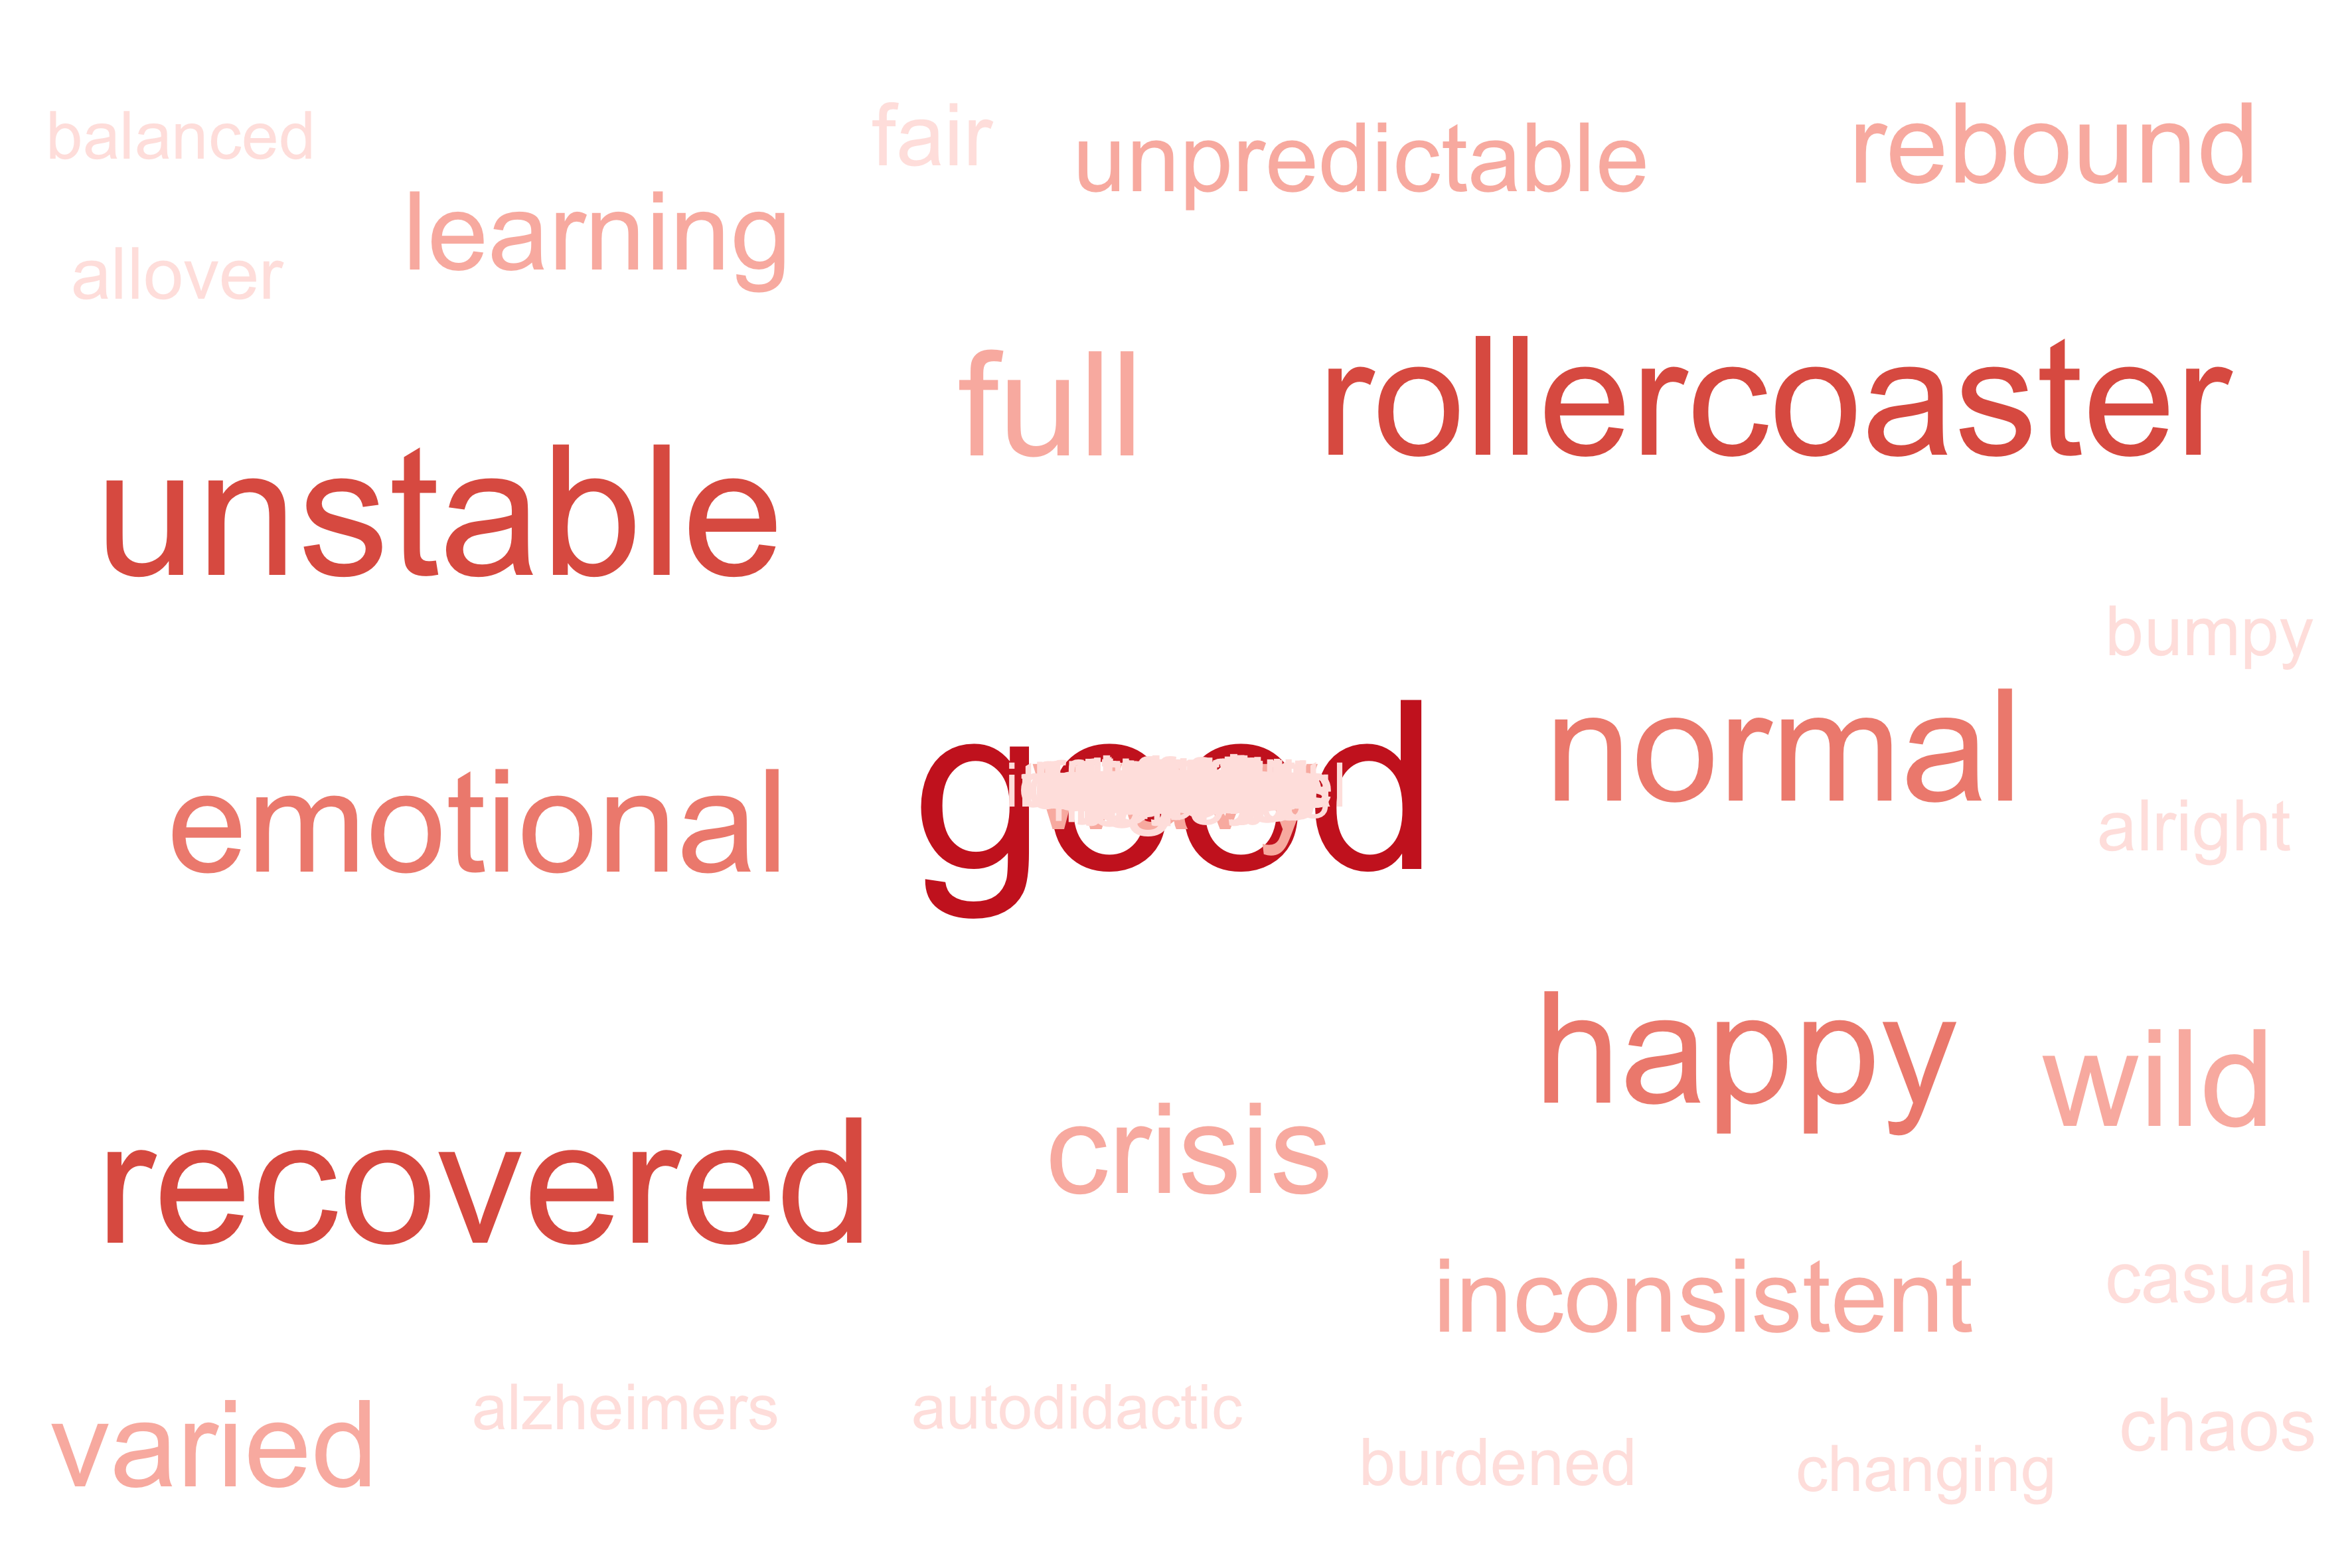 balanced
fair
unpredictable
rebound
learning
allover
full
rollercoaster
unstable
bumpy
normal
good
emotional
alright
happy
wild
recovered
crisis
inconsistent
casual
varied
alzheimers
autodidactic
chaos
burdened
changing